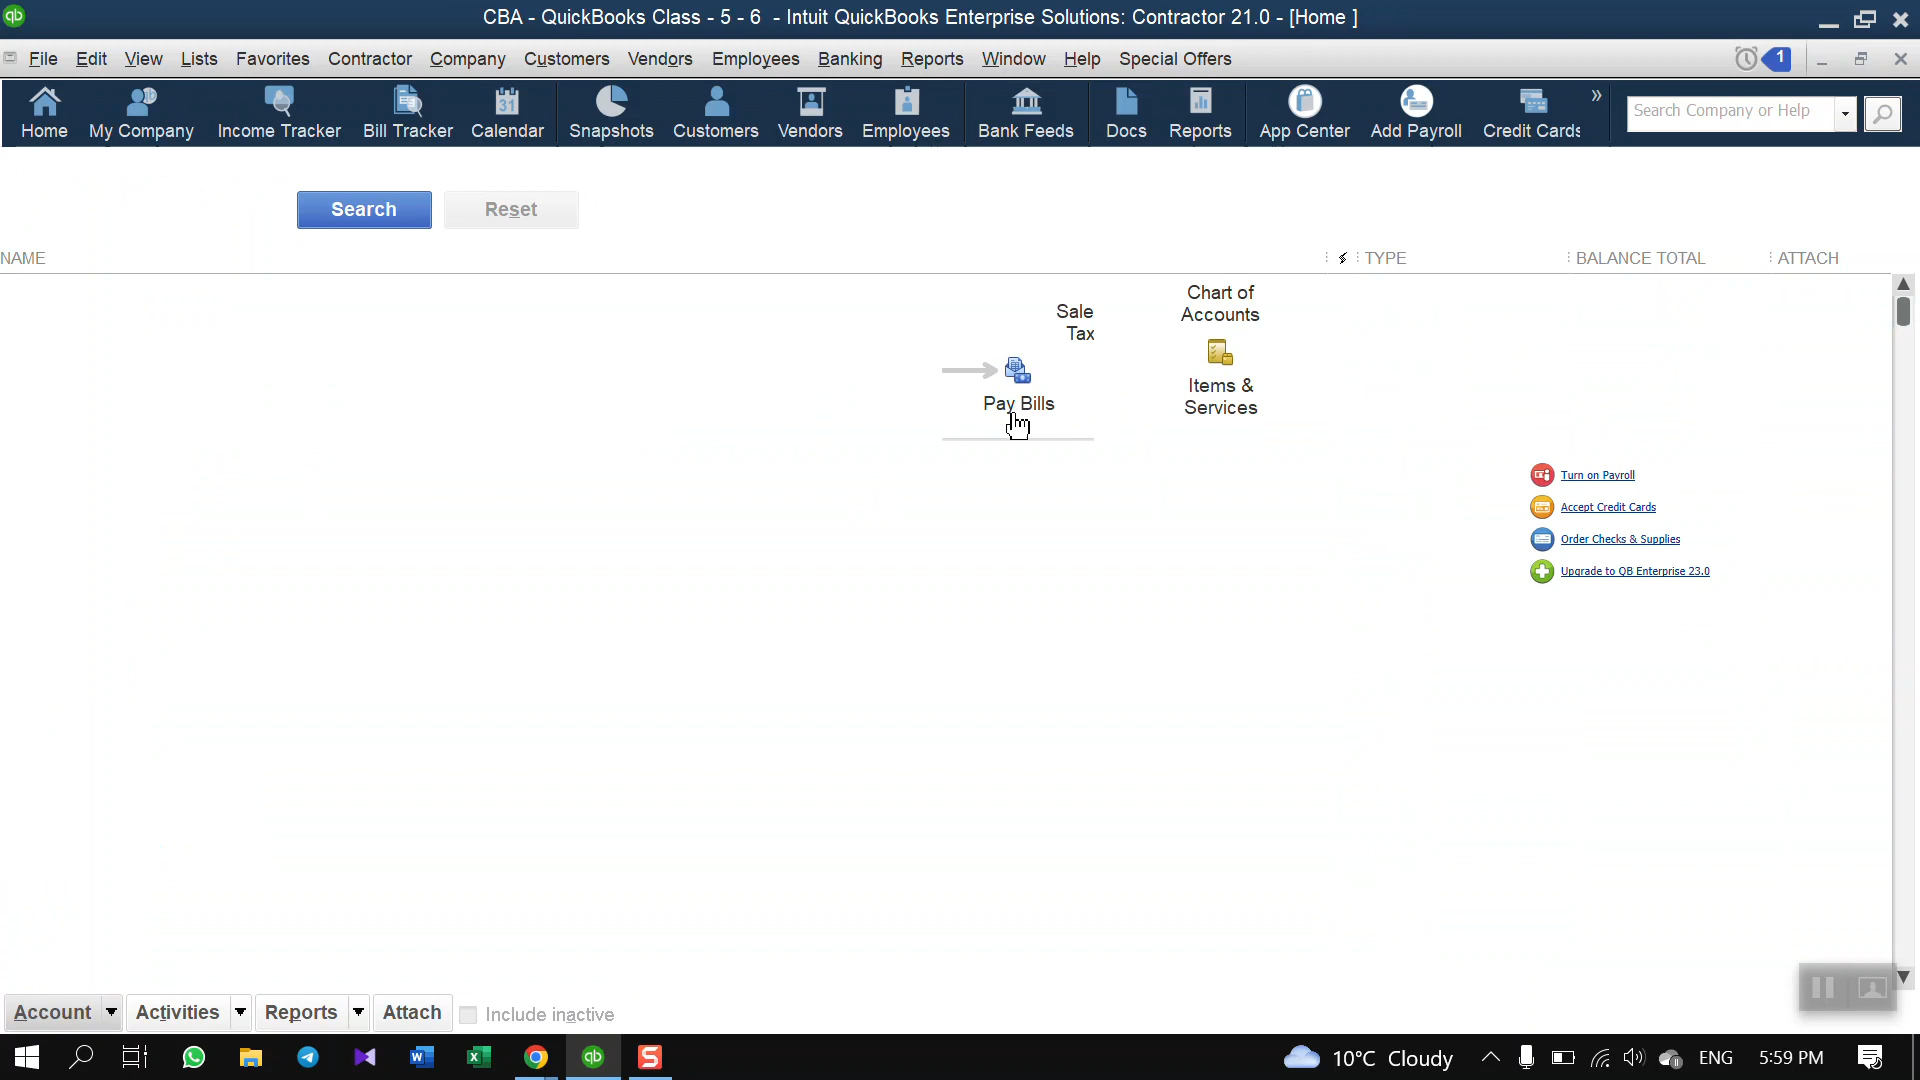 qb CBA - QuickBooks Class - 5 - 6 - Intuit QuickBooks Enterprise Solutions: Contractor 21.0 - [Home ]
File Edit View Lists Favorites Contractor Company Customers Vendors Employees Banking Reports Window Help Special Offers 1
Home My Company Income Tracker Bill Tracker Calendar Snapshots Customers Vendors Employees Bank Feeds Docs Reports App Center Add Payroll Credit Cards » Search Company or Help
31
Search Reset
NAME TYPE BALANCE TOTAL ATTACH
Sale
Tax
Chart of
Accounts
Pay Bills
Items &
Services
Turn on Payroll
Accept Credit Cards
Order Checks & Supplies
Upgrade to QB Enterprise 23.0
Account Activities Reports Attach Include inactive
10°C Cloudy ENG 5:59 PM